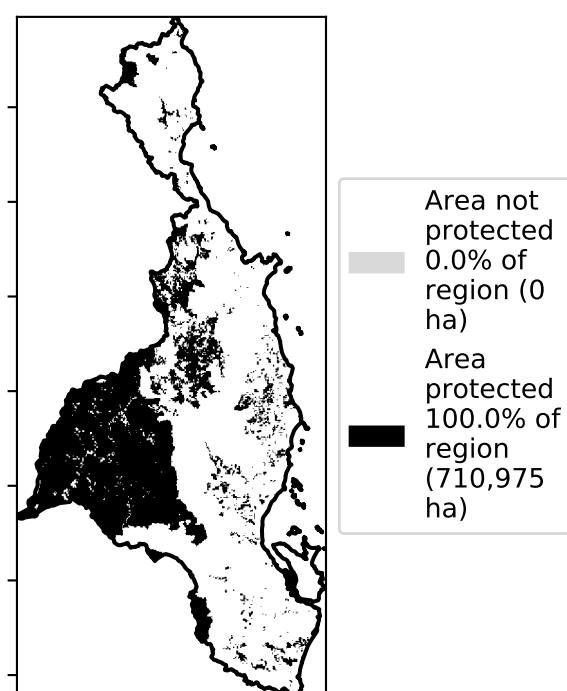 Area not
protected
0.0% of
region (0
ha)
Area
protected
100.0% of
region
(710,975
ha)